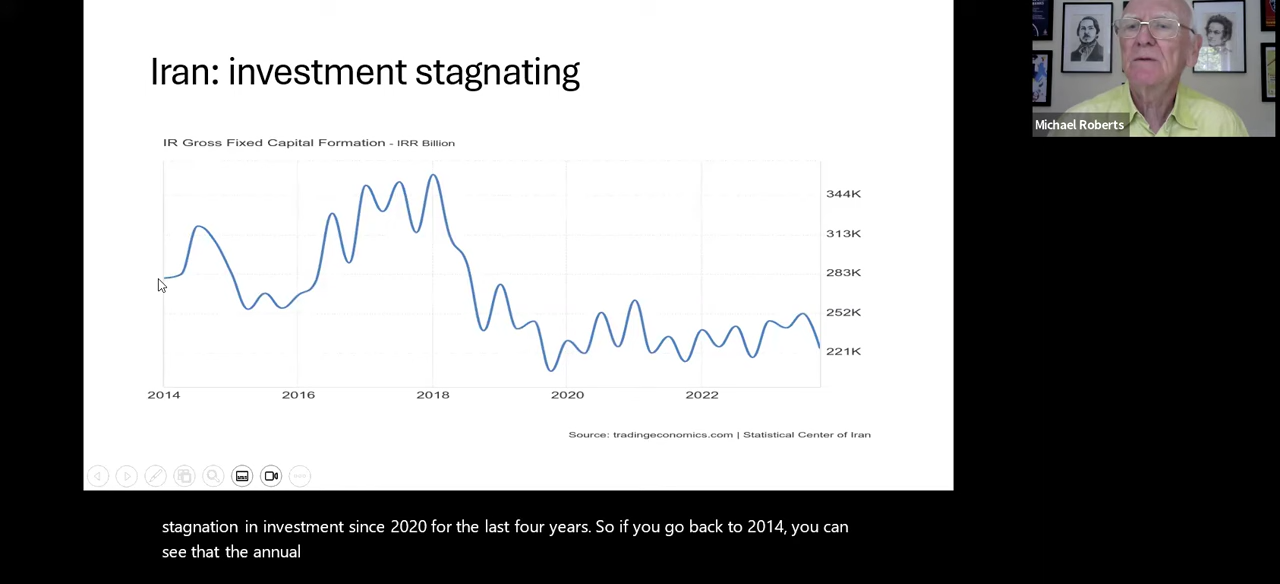 Iran: investment stagnating
IR Gross Fixed Capital Formation - IRR Billion
344K
313K
283K
252K
221K
2014 2016 2018 2020 2022
Source: tradingeconomics.com | Statistical Center of Iran
Michael Roberts
stagnation in investment since 2020 for the last four years. So if you go back to 2014, you can
see that the annual